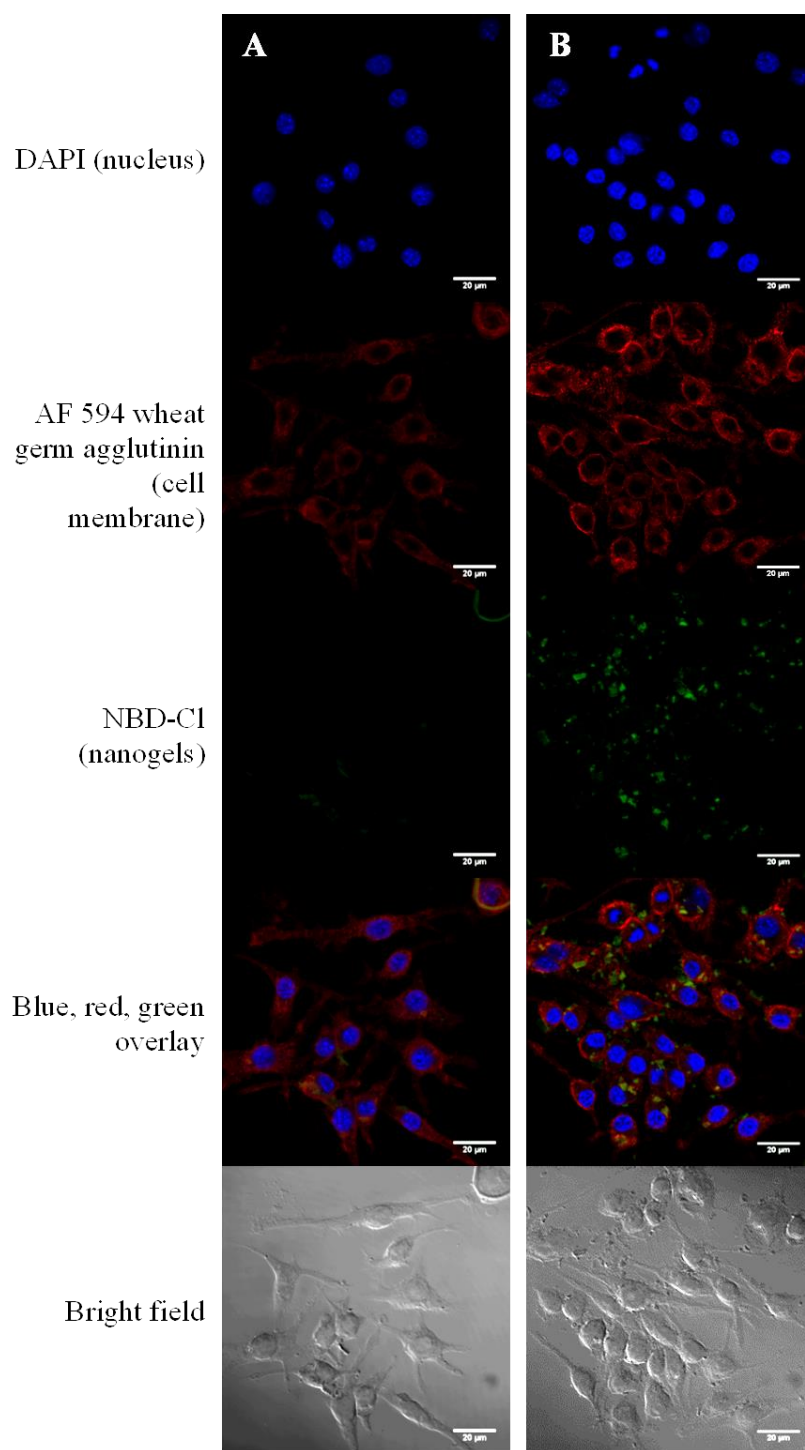 A
B
DAPI (nucleus)
20 µm
20 µm
AF 594 wheat
germ agglutinin
(cell
membrane)
20 µm
20 µm
NBD-Cl
(nanogels)
20 µm
20 µm
Blue, red, green
overlay
20 µm
20 µm
Bright field
20 µm
20 µm